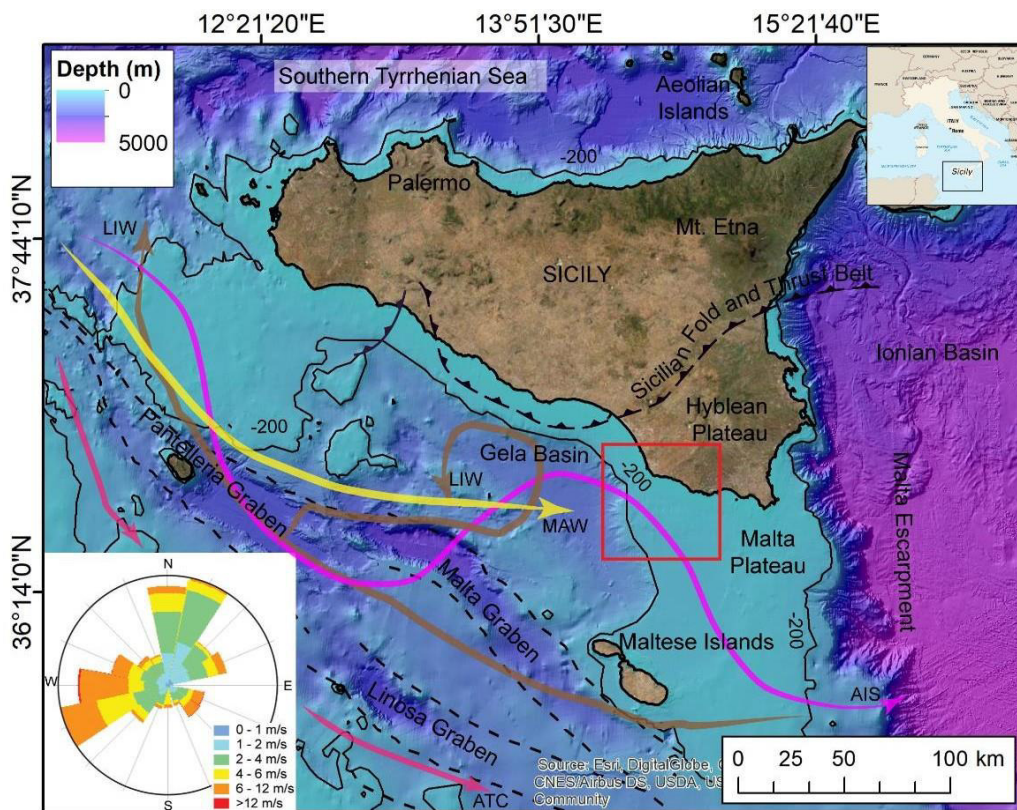 12°21'20"E
13°51'30"E
15°21'40"E
Depth (m)
0
5000
Southern Tyrrhenian Sea
Aeolian
Islands
-200
ITALY
Rome
Sicily
Palermo
Mt. Etna
37°44'10"N
LIW
SICILY
Sicilian Fold and Thrust Belt
Ionian Basin
Hyblean
Plateau
-200
Gela Basin
-200
Pantelleria Graben
LIW
MAW
Malta
Plateau
Malta Escarpment
36°14'0"N
Malta Graben
-200
Maltese Islands
AIS
Linosa Graben
ATC
N
W
E
S
0 - 1 m/s
1 - 2 m/s
2 - 4 m/s
4 - 6 m/s
6 - 12 m/s
>12 m/s
Source: Esri, DigitalGlobe,
CNES/Airbus DS, USDA, US
Community
0 25 50 100 km